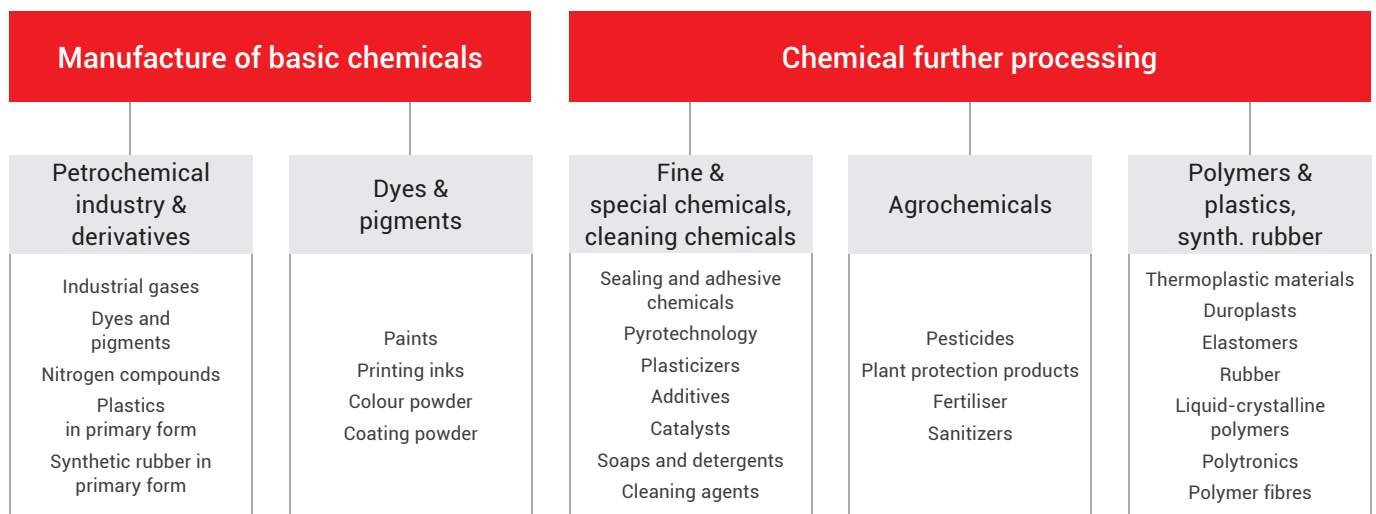 Manufacture of basic chemicals
Chemical further processing
Petrochemical
industry &
derivatives
Industrial gases
Dyes and
pigments
Nitrogen compounds
Plastics
in primary form
Synthetic rubber in
primary form
Dyes &
pigments
Paints
Printing inks
Colour powder
Coating powder
Fine &
special chemicals,
cleaning chemicals
Sealing and adhesive
chemicals
Pyrotechnology
Plasticizers
Additives
Catalysts
Soaps and detergents
Cleaning agents
Agrochemicals
Pesticides
Plant protection products
Fertiliser
Sanitizers
Polymers &
plastics,
synth. rubber
Thermoplastic materials
Duroplasts
Elastomers
Rubber
Liquid-crystalline
polymers
Polytronics
Polymer fibres